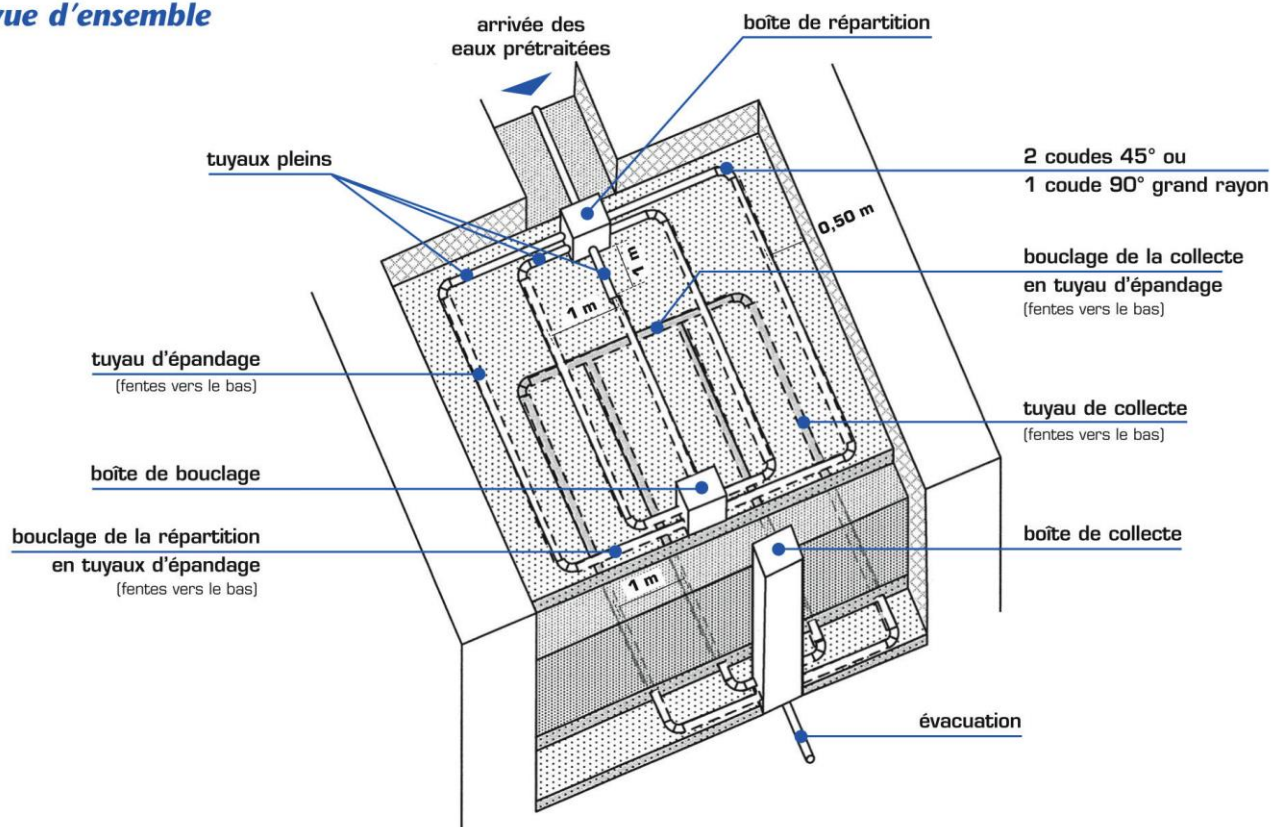 vue d'ensemble
arrivée des
eaux prétraitées
boîte de répartition
tuyaux pleins
2 coudes 45° ou
1 coude 90° grand rayon
0,50 m
1 m
1 m
bouclage de la collecte
en tuyau d'épandage
(fentes vers le bas)
tuyau d'épandage
(fentes vers le bas)
tuyau de collecte
(fentes vers le bas)
boîte de bouclage
bouclage de la répartition
en tuyaux d'épandage
(fentes vers le bas)
boîte de collecte
1 m
évacuation